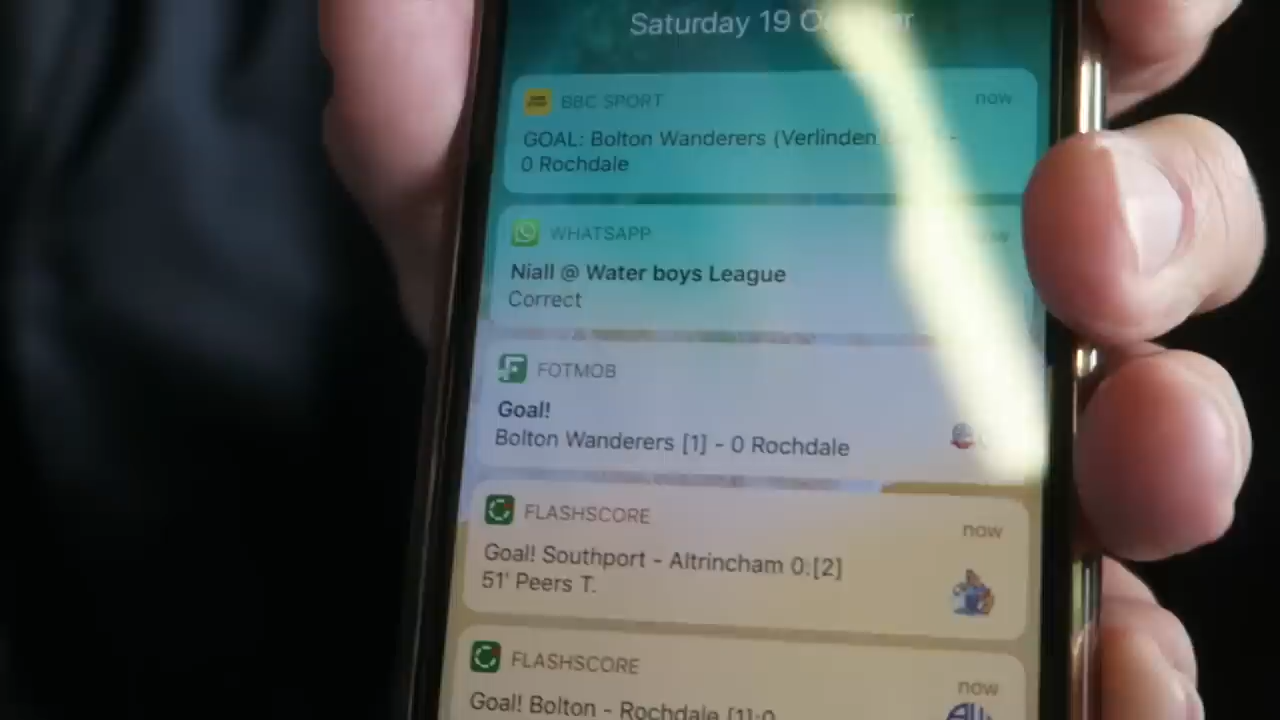 Saturday 19
BBC SPORT
now
GOAL: Bolton Wanderers (Verlinden
0 Rochdale
WHATSAPP
Niall @ Water boys League
Correct
FOTMOB
Goal!
Bolton Wanderers [1] - 0 Rochdale
FLASHSCORE
now
Goal! Southport - Altrincham 0:[2]
51' Peers T.
FLASHSCORE
now
Goal! Bolton - Rochdale [1]:0